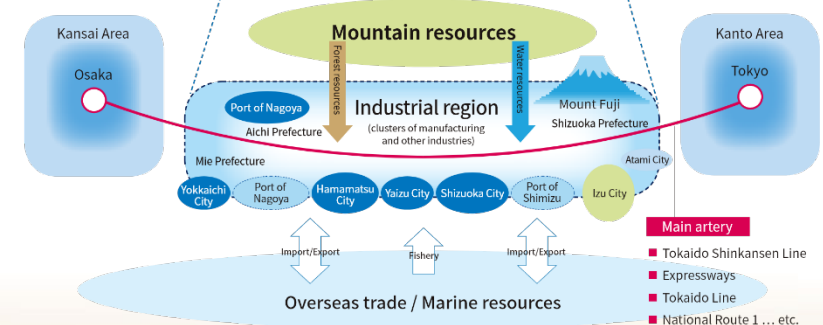 Mountain resources
Kansai Area
Osaka
Kanto Area
Tokyo
Forest resources
Water resources
Mount Fuji
Port of Nagoya
Industrial region
(clusters of manufacturing
and other industries)
Aichi Prefecture
Shizuoka Prefecture
Mie Prefecture
Atami City
Yokkaichi
City
Port of
Nagoya
Hamamatsu
City
Yaizu City
Shizuoka City
Port of
Shimizu
Izu City
Import/Export
Fishery
Import/Export
Overseas trade / Marine resources
Main artery
Tokaido Shinkansen Line
Expressways
Tokaido Line
National Route 1 … etc.